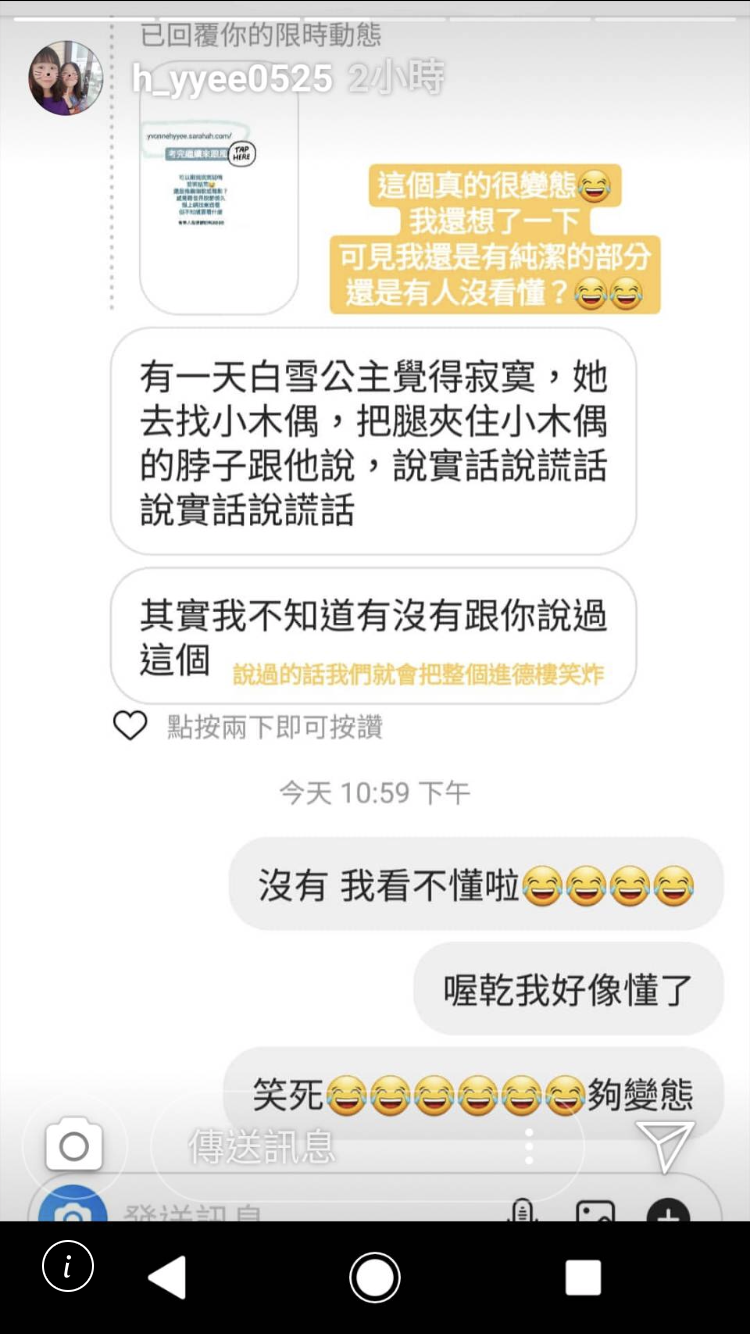 已回覆你的限時動態
h_yyee0525 2小時
yvonnehyyee.sarahah.com/
TAP
HERE
這個真的很變態😂
我還想了一下
可見我還是有純潔的部分
還是有人沒看懂？😂😂
有一天白雪公主覺得寂寞，她
去找小木偶，把腿夾住小木偶
的脖子跟他說，說實話說謊話
說實話說謊話
其實我不知道有沒有跟你說過
這個
說過的話我們就會把整個進德樓笑炸
點按兩下即可按讚
今天 10:59 下午
沒有 我看不懂啦😂😂😂😂
喔乾我好像懂了
笑死😂😂😂😂😂😂夠變態
傳送訊息
發送訊息